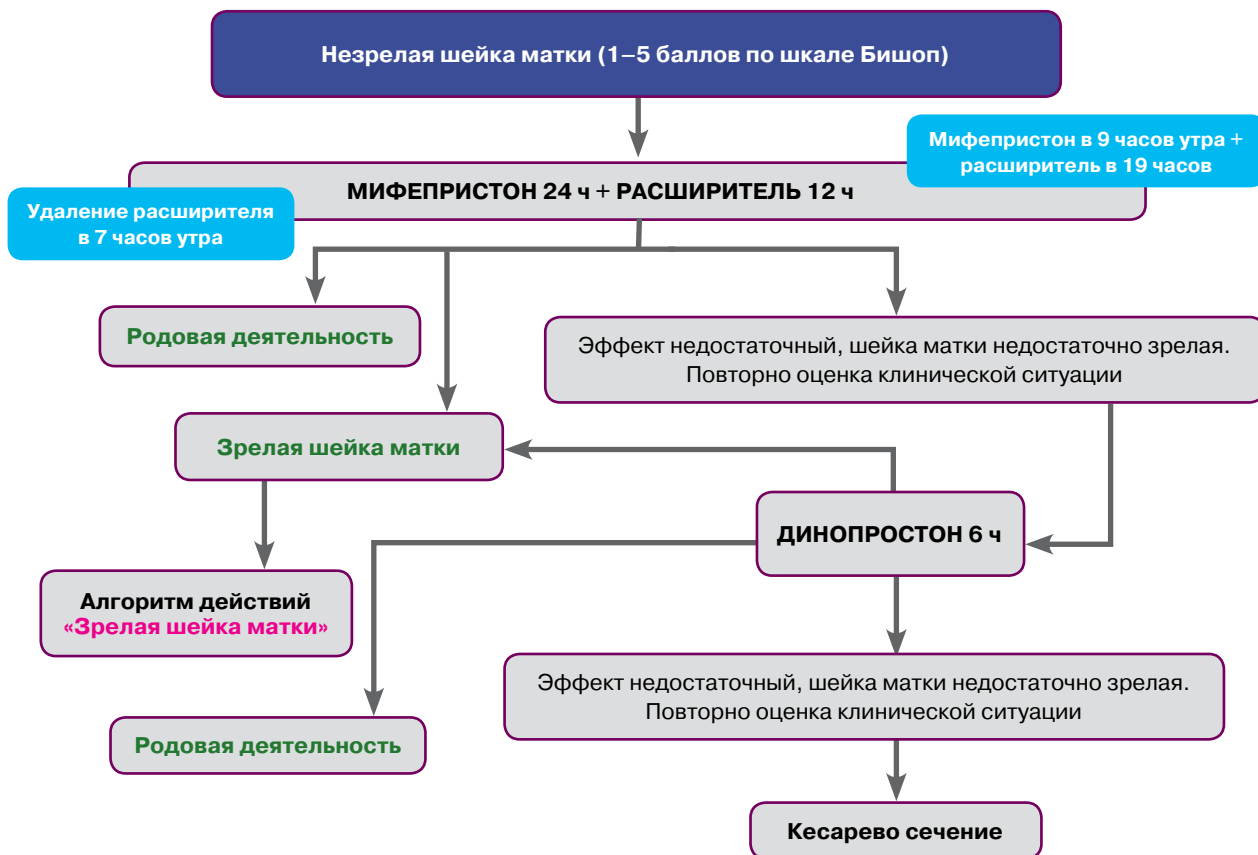 Незрелая шейка матки (1–5 баллов по шкале Бишоп)
Мифепристон в 9 часов утра +
расширитель в 19 часов
МИФЕПРИСТОН 24 ч + РАСШИРИТЕЛЬ 12 ч
Удаление расширителя
в 7 часов утра
Родовая деятельность
Эффект недостаточный, шейка матки недостаточно зрелая.
Повторно оценка клинической ситуации
Зрелая шейка матки
ДИНОПРОСТОН 6 ч
Алгоритм действий
«Зрелая шейка матки»
Эффект недостаточный, шейка матки недостаточно зрелая.
Повторно оценка клинической ситуации
Родовая деятельность
Кесарево сечение